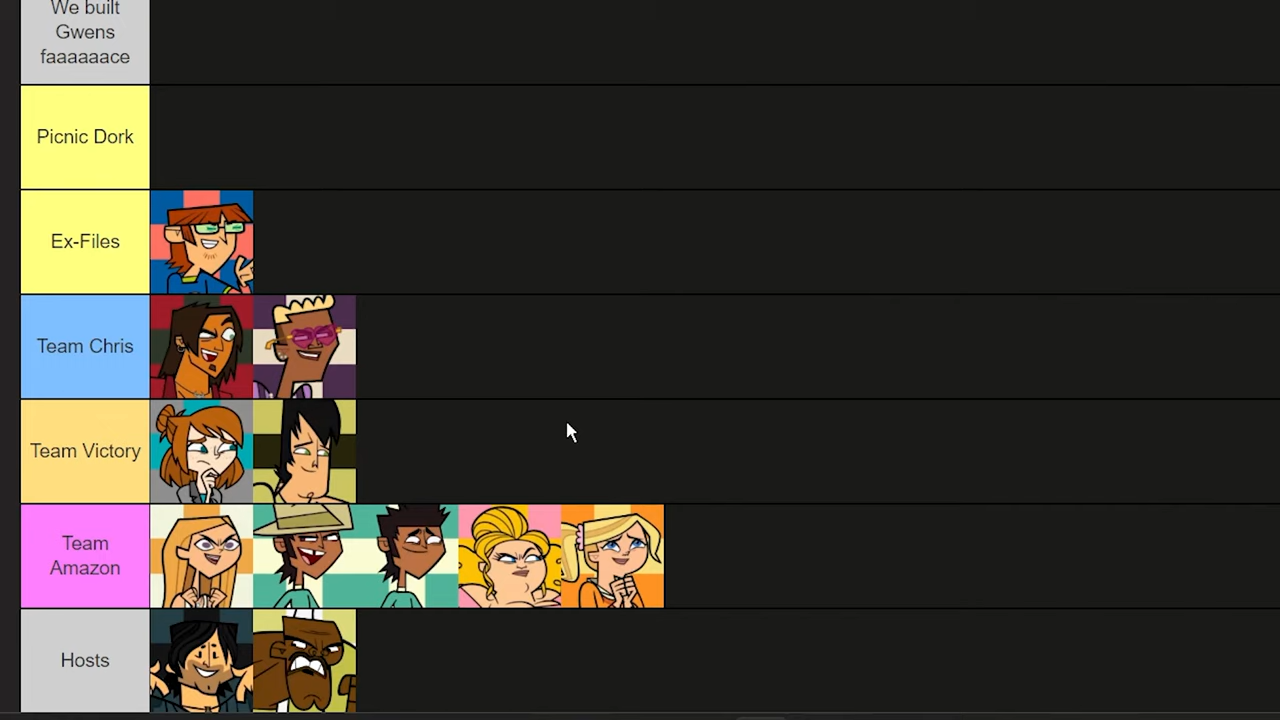 We built
Gwens
faaaaaace
Picnic Dork
Ex-Files
Team Chris
Team Victory
Team
Amazon
Hosts